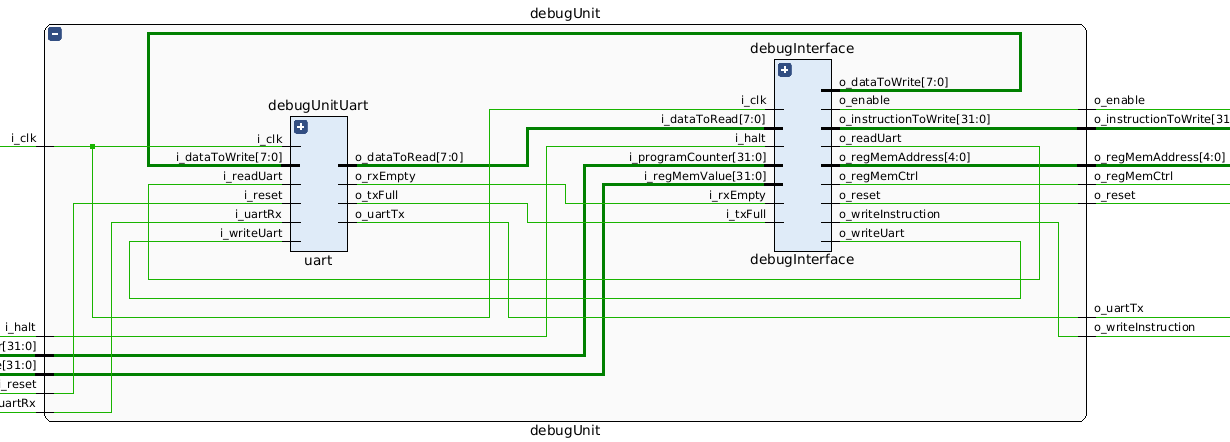 debugUnit
debugInterface
o_dataToWrite[7:0]
debugUnitUart
i_clk
o_enable
o_enable
i_dataToRead[7:0]
o_instructionToWrite[31:0]
o_instructionToWrite[31
i_clk
i_clk
i_halt
o_readUart
i_dataToWrite[7:0]
o_dataToRead[7:0]
i_programCounter[31:0]
o_regMemAddress[4:0]
o_regMemAddress[4:0]
i_readUart
o_rxEmpty
i_regMemValue[31:0]
o_regMemCtrl
o_regMemCtrl
i_reset
o_txFull
i_rxEmpty
o_reset
o_reset
i_uartRx
o_uartTx
i_txFull
o_writeInstruction
i_writeUart
o_writeUart
uart
debugInterface
o_uartTx
i_halt
o_writeInstruction
r[31:0]
e[31:0]
i_reset
uartRx
debugUnit